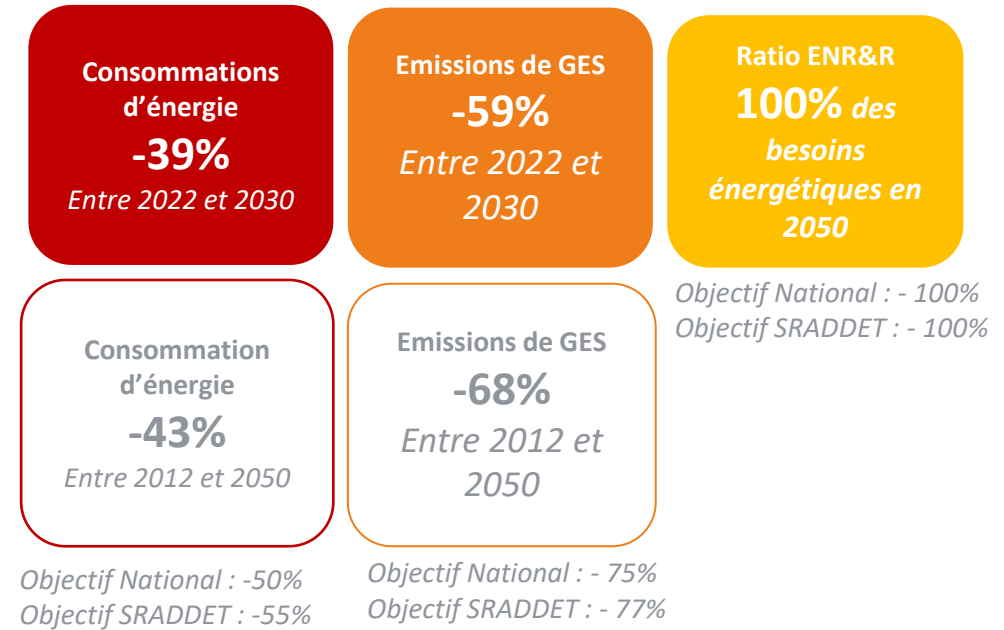 Consommations
d'énergie
-39%
Entre 2022 et 2030
Emissions de GES
-59%
Entre 2022 et
2030
Ratio ENR&R
100% des
besoins
énergétiques en
2050
Consommation
d'énergie
-43%
Entre 2012 et 2050
Emissions de GES
-68%
Entre 2012 et
2050
Objectif National : - 100%
Objectif SRADDET : - 100%
Objectif National : -50%
Objectif SRADDET : -55%
Objectif National : - 75%
Objectif SRADDET : - 77%